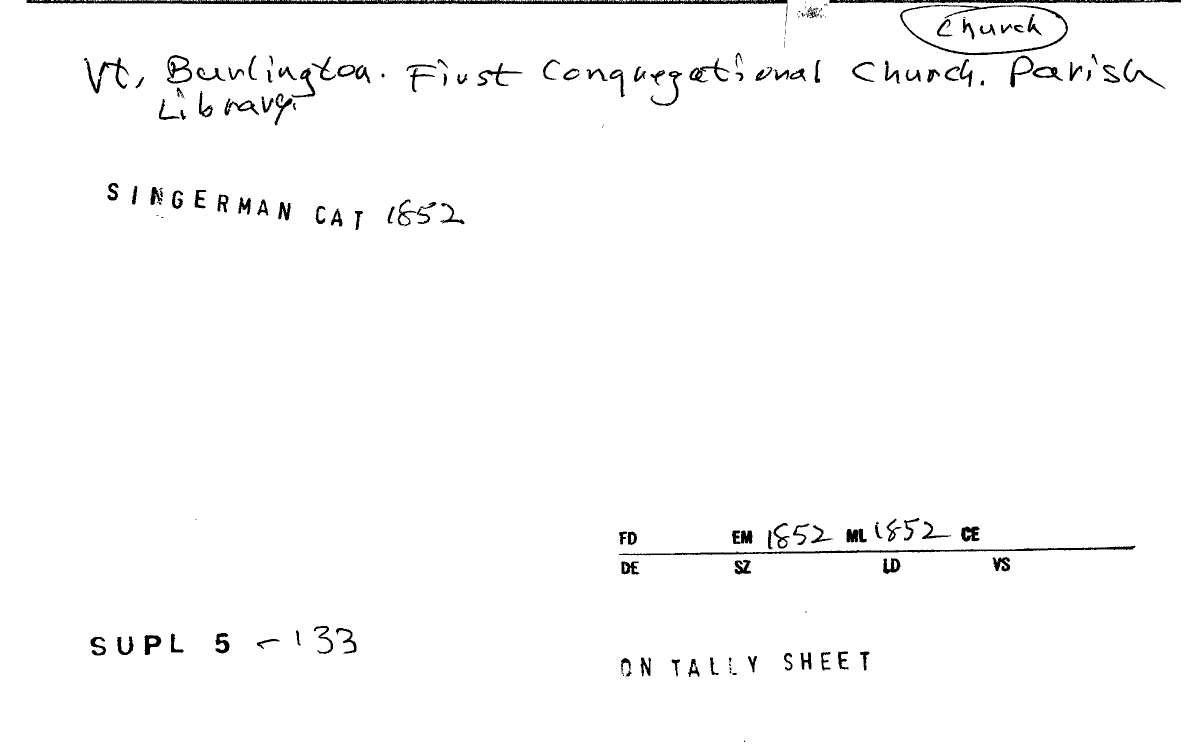 Church
Vt, Burlington. First Congregational Church. Parish
Library.
SINGERMAN CAT 1852
FD EM 1852 ML 1852 CE
DE SZ LD VS
SUPL 5 -133
ON TALLY SHEET